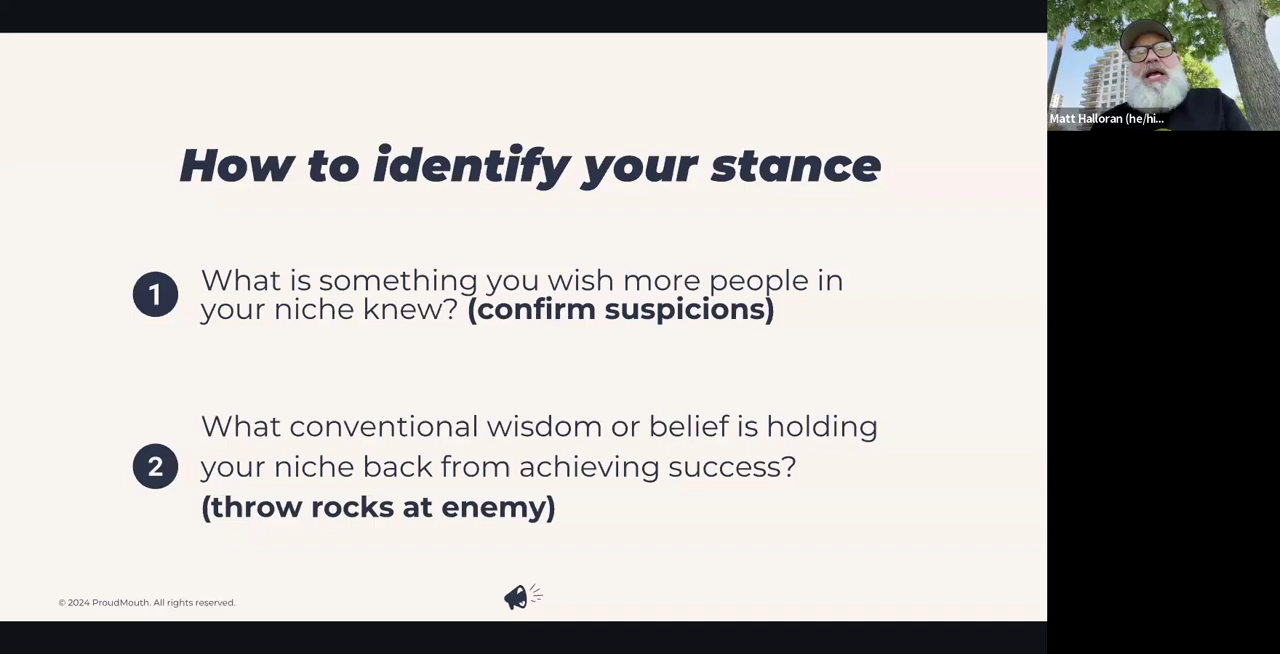 How to identify your stance
1
What is something you wish more people in
your niche knew? (confirm suspicions)
2
What conventional wisdom or belief is holding
your niche back from achieving success?
(throw rocks at enemy)
© 2024 ProudMouth. All rights reserved.
Matt Halloran (he/hi...